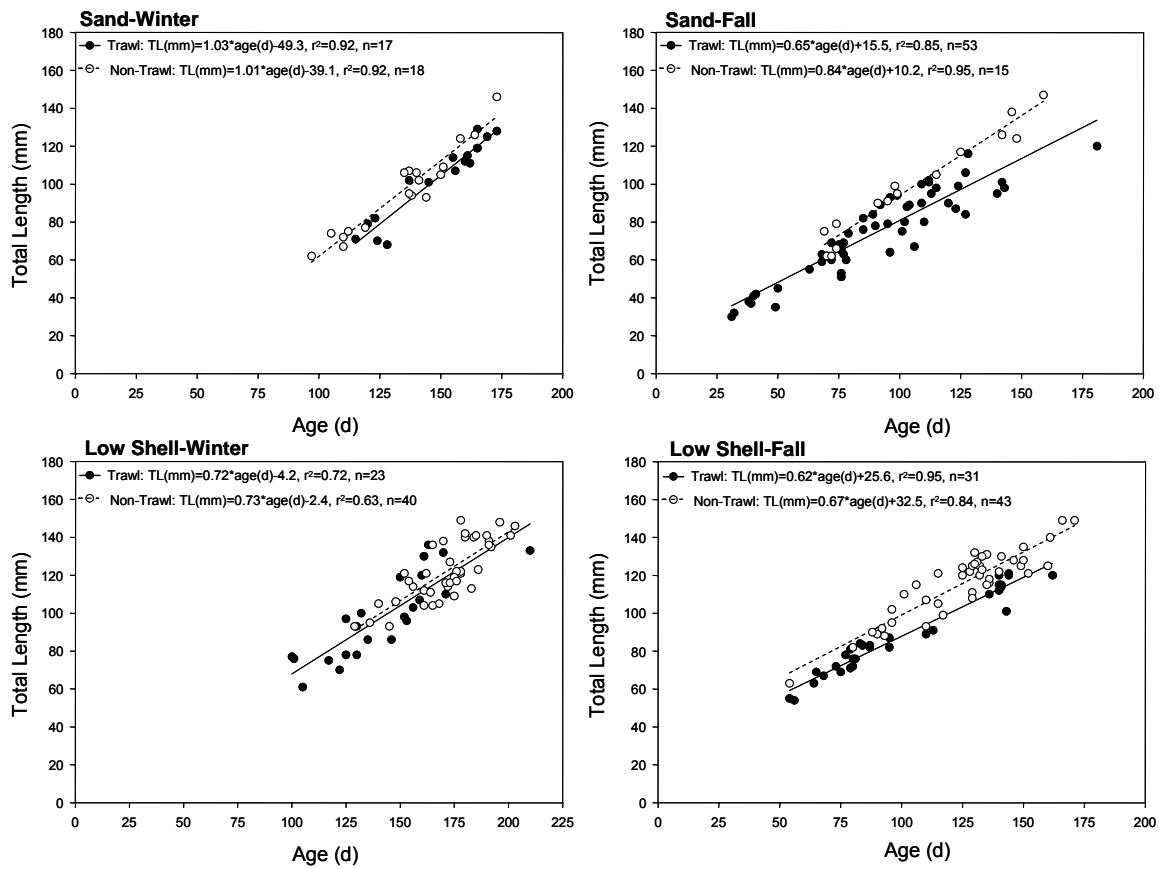 Sand-Winter
Trawl: TL(mm)=1.03*age(d)-49.3, r²=0.92, n=17
Non-Trawl: TL(mm)=1.01*age(d)-39.1, r²=0.92, n=18
Total Length (mm)
180
160
140
120
100
80
60
40
20
0
0 25 50 75 100 125 150 175 200
Age (d)
Sand-Fall
Trawl: TL(mm)=0.65*age(d)+15.5, r²=0.85, n=53
Non-Trawl: TL(mm)=0.84*age(d)+10.2, r²=0.95, n=15
Total Length (mm)
180
160
140
120
100
80
60
40
20
0
0 25 50 75 100 125 150 175 200
Age (d)
Low Shell-Winter
Trawl: TL(mm)=0.72*age(d)-4.2, r²=0.72, n=23
Non-Trawl: TL(mm)=0.73*age(d)-2.4, r²=0.63, n=40
Total Length (mm)
180
160
140
120
100
80
60
40
20
0
0 25 50 75 100 125 150 175 200 225
Age (d)
Low Shell-Fall
Trawl: TL(mm)=0.62*age(d)+25.6, r²=0.95, n=31
Non-Trawl: TL(mm)=0.67*age(d)+32.5, r²=0.84, n=43
Total Length (mm)
180
160
140
120
100
80
60
40
20
0
0 25 50 75 100 125 150 175 200
Age (d)